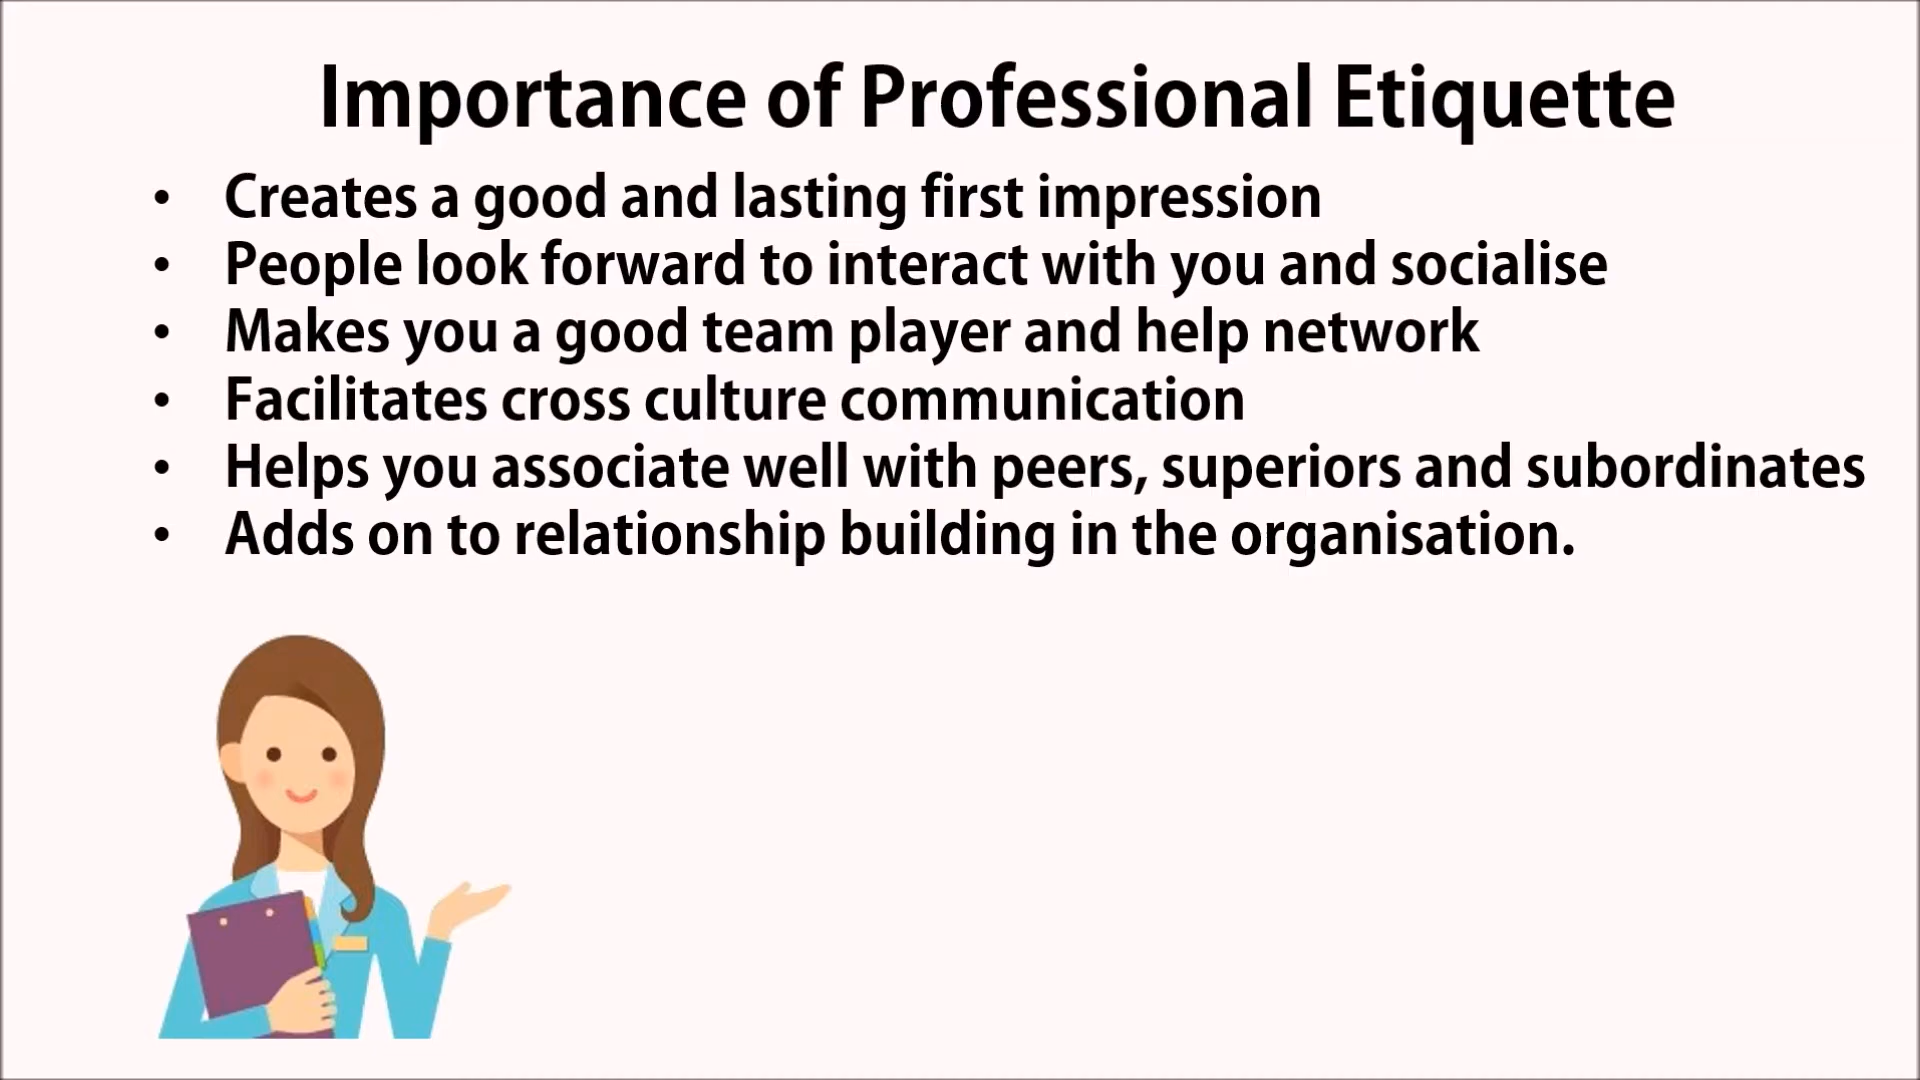 Importance of Professional Etiquette
• Creates a good and lasting first impression
• People look forward to interact with you and socialise
• Makes you a good team player and help network
• Facilitates cross culture communication
• Helps you associate well with peers, superiors and subordinates
• Adds on to relationship building in the organisation.